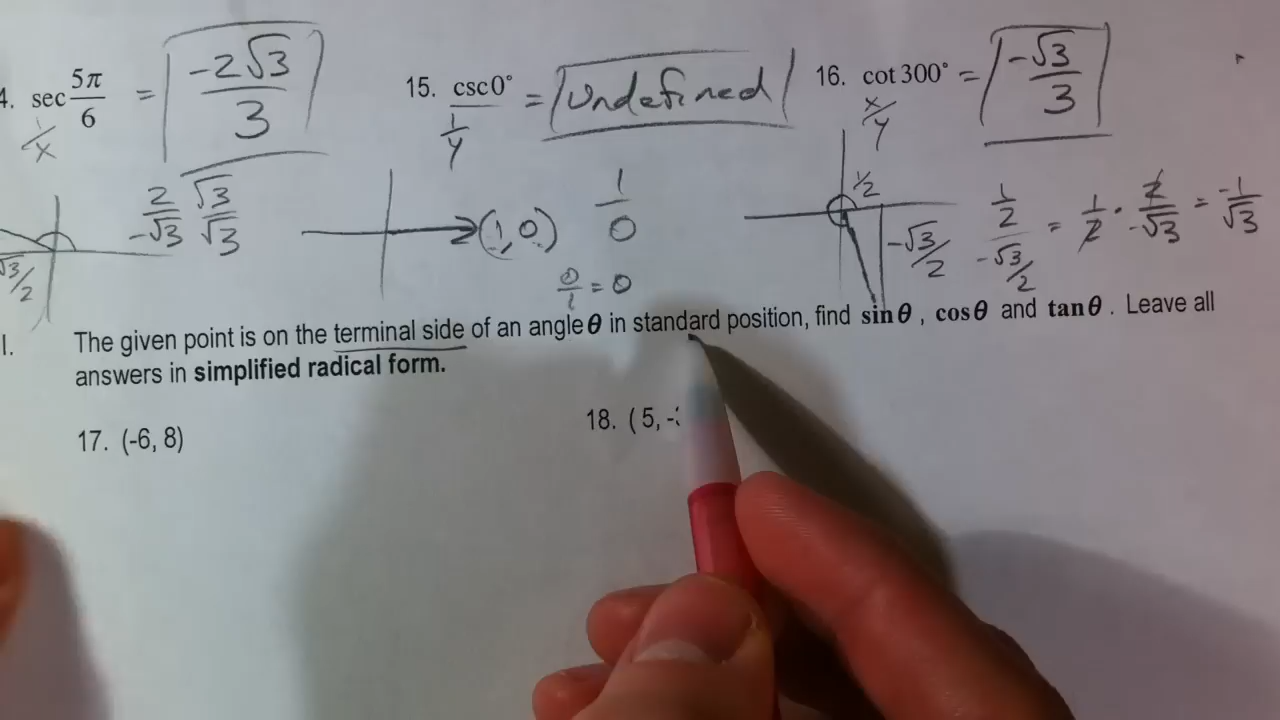 4. sec 5π/6 = -2√3/3
1/x
2/-√3 √3/√3
√3/2
15. csc0° = Undefined
1/y
(1,0)
1/0
0/1 = 0
16. cot300° = -√3/3
x/y
1/2
-√3/2
1/2 / -√3/2 = 1/2 · 2/-√3 = -1/√3
I. The given point is on the terminal side of an angle θ in standard position, find sinθ, cosθ and tanθ. Leave all
answers in simplified radical form.
17. (-6, 8)
18. (5, -